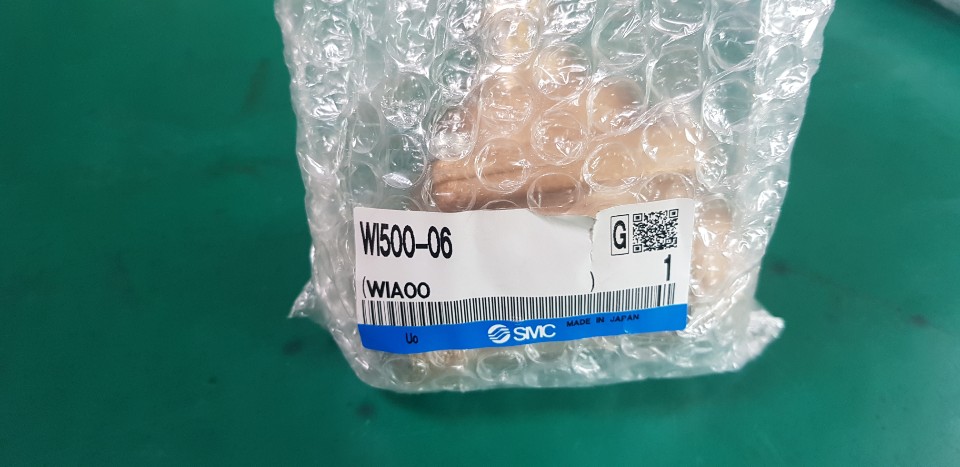 WI500-06
G
(WIA00 )
1
Uo
SMC
MADE IN JAPAN